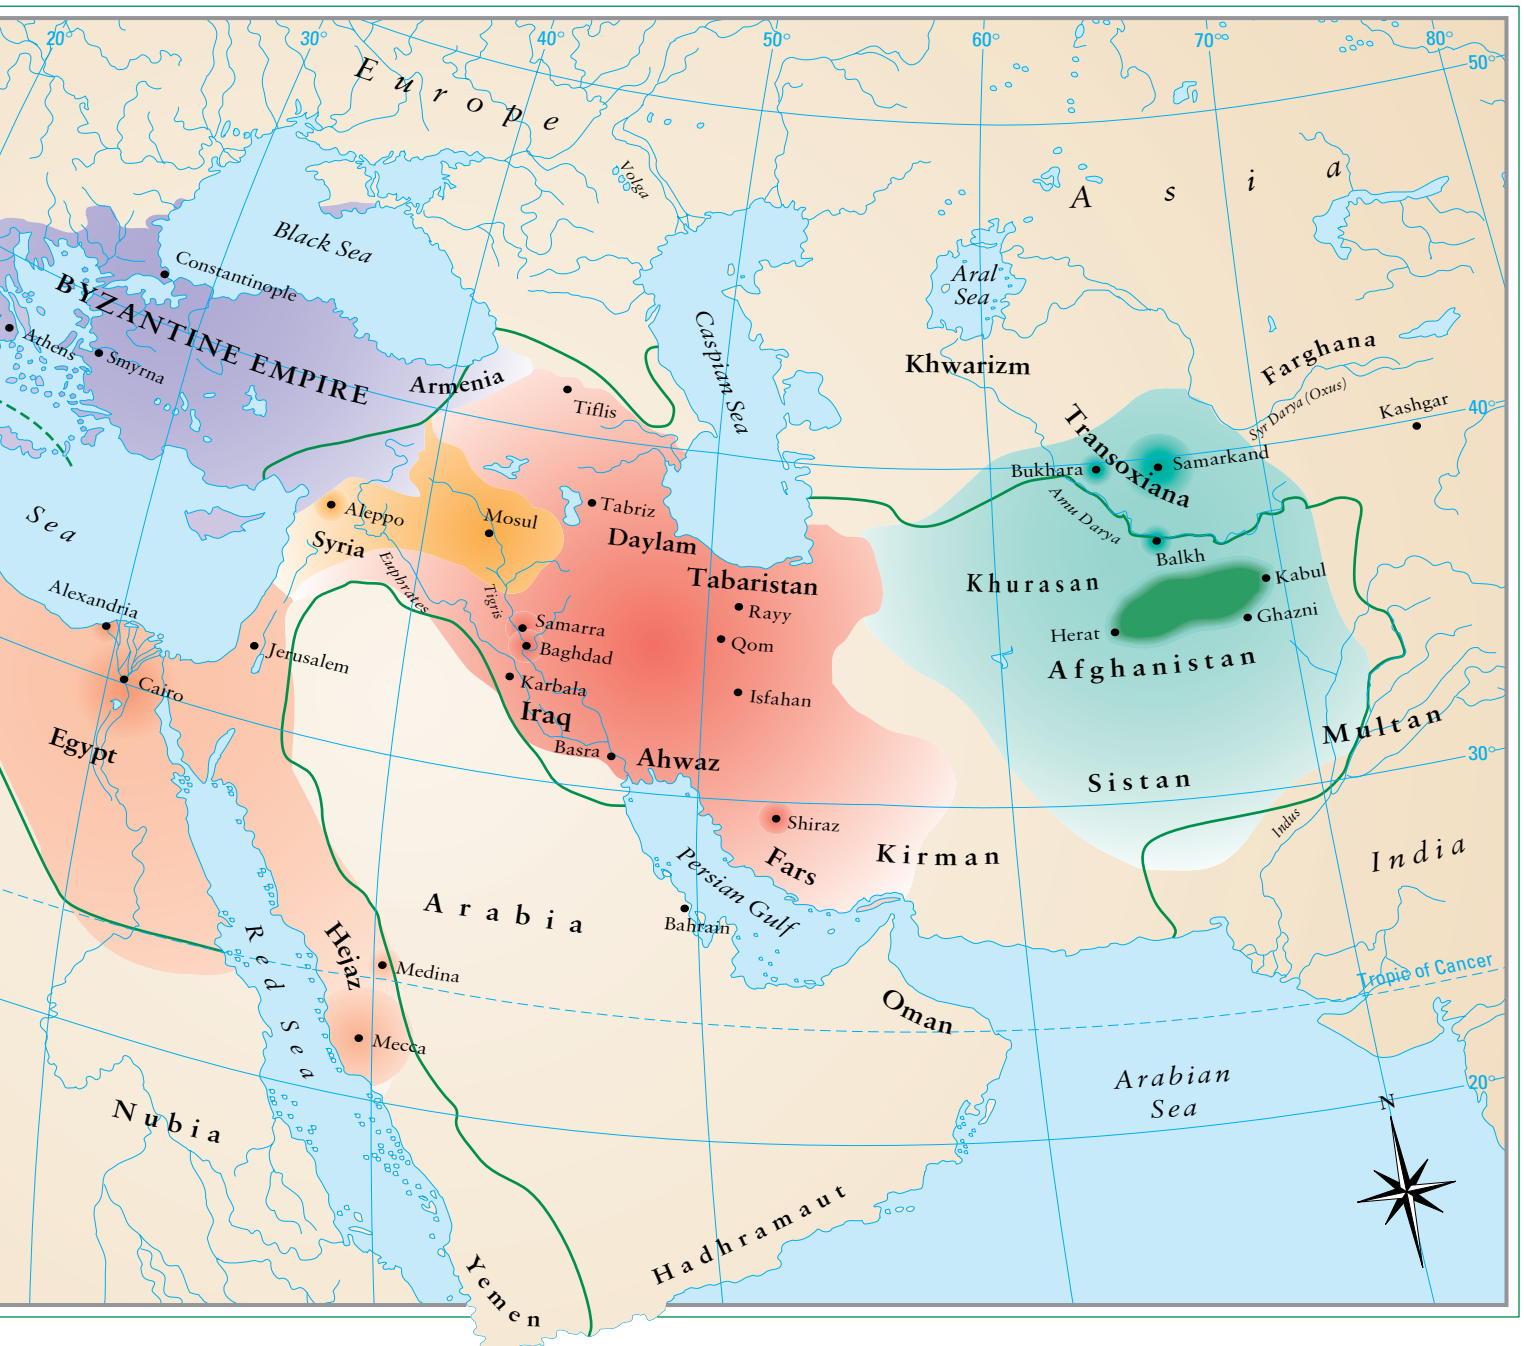 20°
30°
40°
50°
60°
70°
80°
50°
Europe
Volga
Asia
Black Sea
Constantinople
BYZANTINE EMPIRE
Athens
Smyrna
Armenia
Tiflis
Caspian Sea
Aral
Sea
Khwarizm
Farghana
Syr Darya (Oxus)
Kashgar
40°
Transoxiana
Bukhara
Samarkand
Amu Darya
Balkh
Sea
Aleppo
Syria
Mosul
Tabriz
Daylam
Tabaristan
Euphrates
Tigris
Khurasan
Kabul
Ghazni
Herat
Afghanistan
Alexandria
Jerusalem
Cairo
Egypt
Samarra
Baghdad
Karbala
Iraq
Basra
Ahwaz
Rayy
Qom
Isfahan
Multan
30°
Sistan
Shiraz
Fars
Kirman
Indus
India
Persian Gulf
Bahrain
Arabia
Hejaz
Medina
Mecca
Red Sea
Oman
Tropic of Cancer
Arabian
Sea
20°
N
Nubia
Hadhramaut
Yemen